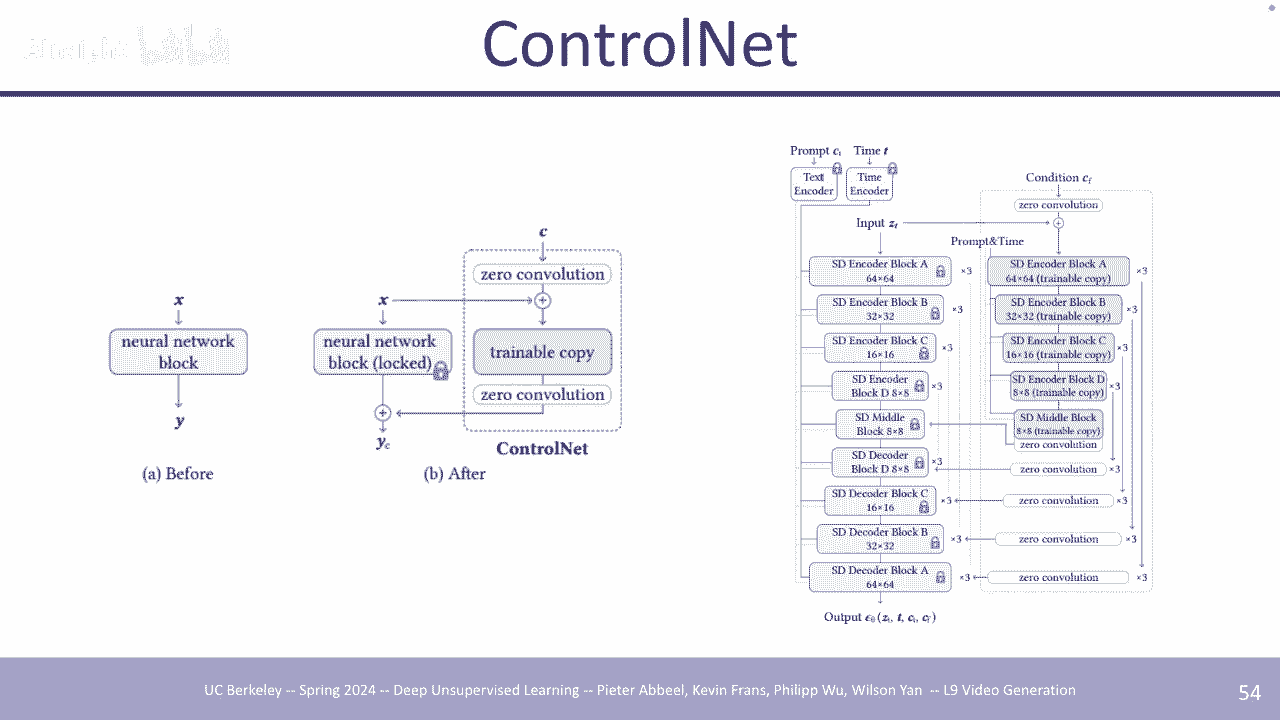 ControlNet
x
neural network
block
y
(a) Before
c
zero convolution
x
neural network
block (locked)
trainable copy
zero convolution
y_c
ControlNet
(b) After
Prompt c_t Time t
Text
Encoder
Time
Encoder
Condition c_f
zero convolution
Input z_t
Prompt&Time
SD Encoder Block A
64×64
×3
SD Encoder Block A
64×64 (trainable copy)
×3
SD Encoder Block B
32×32
×3
SD Encoder Block B
32×32 (trainable copy)
×3
SD Encoder Block C
16×16
×3
SD Encoder Block C
16×16 (trainable copy)
×3
SD Encoder
Block D 8×8
×3
SD Encoder Block D
8×8 (trainable copy)
×3
SD Middle
Block 8×8
SD Middle Block
8×8 (trainable copy)
zero convolution
SD Decoder
Block D 8×8
×3
zero convolution
×3
SD Decoder Block C
16×16
×3
zero convolution
×3
SD Decoder Block B
32×32
×3
zero convolution
×3
SD Decoder Block A
64×64
×3
zero convolution
×3
Output ϵ_θ(z_t, t, c_t, c_f)
UC Berkeley -- Spring 2024 -- Deep Unsupervised Learning -- Pieter Abbeel, Kevin Frans, Philipp Wu, Wilson Yan -- L9 Video Generation
54